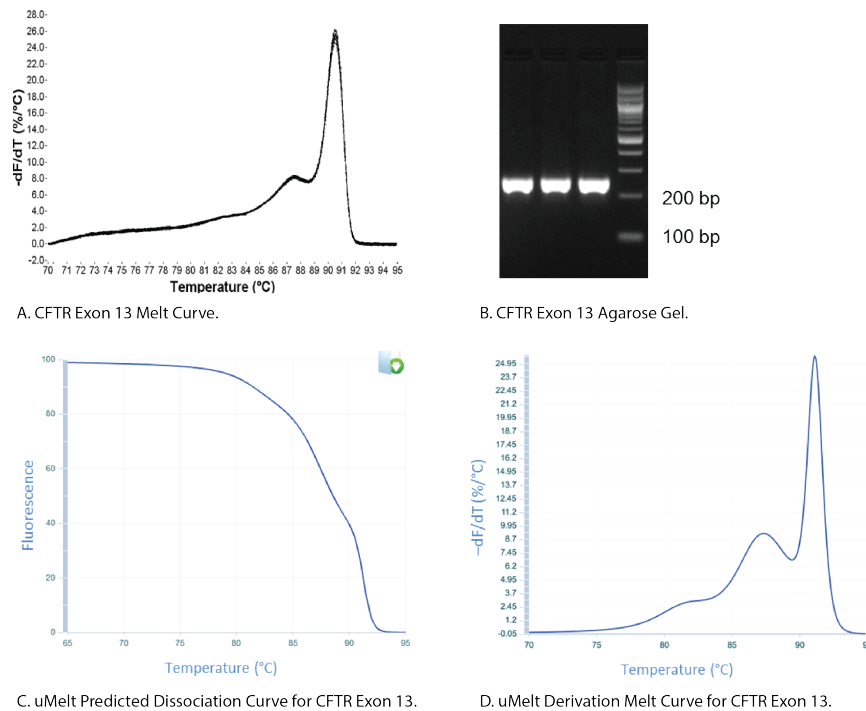 28.0-
26.0-
24.0-
22.0-
20.0-
18.0-
16.0-
14.0-
12.0-
10.0-
8.0-
6.0-
4.0-
2.0-
0.0-
-2.0-
-dF/dT (%/°C)
70 71 72 73 74 75 76 77 78 79 80 81 82 83 84 85 86 87 88 89 90 91 92 93 94 95
Temperature (°C)
200 bp
100 bp
A. CFTR Exon 13 Melt Curve.
B. CFTR Exon 13 Agarose Gel.
100
80
60
40
20
0
Fluorescence
65 70 75 80 85 90 95
Temperature (°C)
24.95
23.7
22.45
21.2
19.95
18.7
17.45
16.2
14.95
13.7
12.45
11.2
9.95
8.7
7.45
6.2
4.95
3.7
2.45
1.2
-0.05
–dF/dT (%/°C)
70 75 80 85 90
Temperature (°C)
C. uMelt Predicted Dissociation Curve for CFTR Exon 13.
D. uMelt Derivation Melt Curve for CFTR Exon 13.